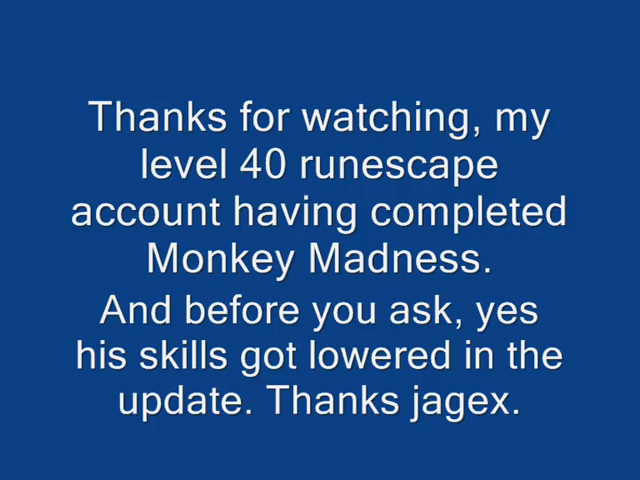 Thanks for watching, my
level 40 runescape
account having completed
Monkey Madness.
And before you ask, yes
his skills got lowered in the
update. Thanks jagex.